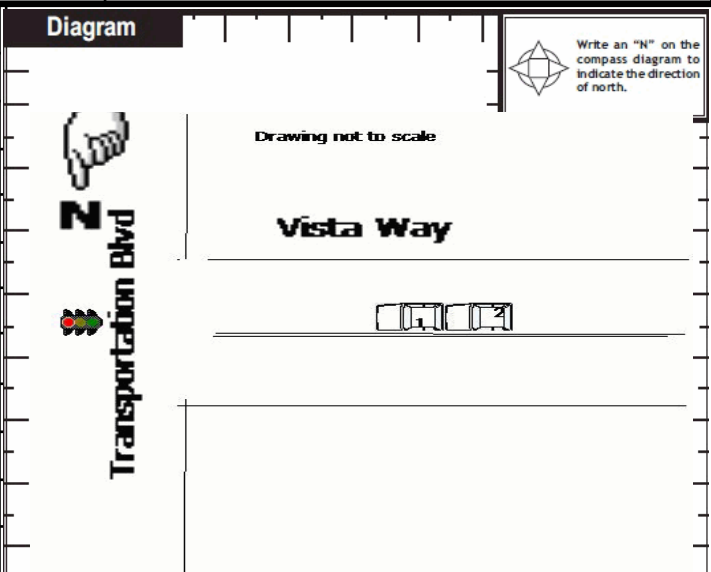 Diagram
Write an “N” on the
compass diagram to
indicate the direction
of north.
Drawing not to scale
N
Transportation Blvd
Vista Way
1
2